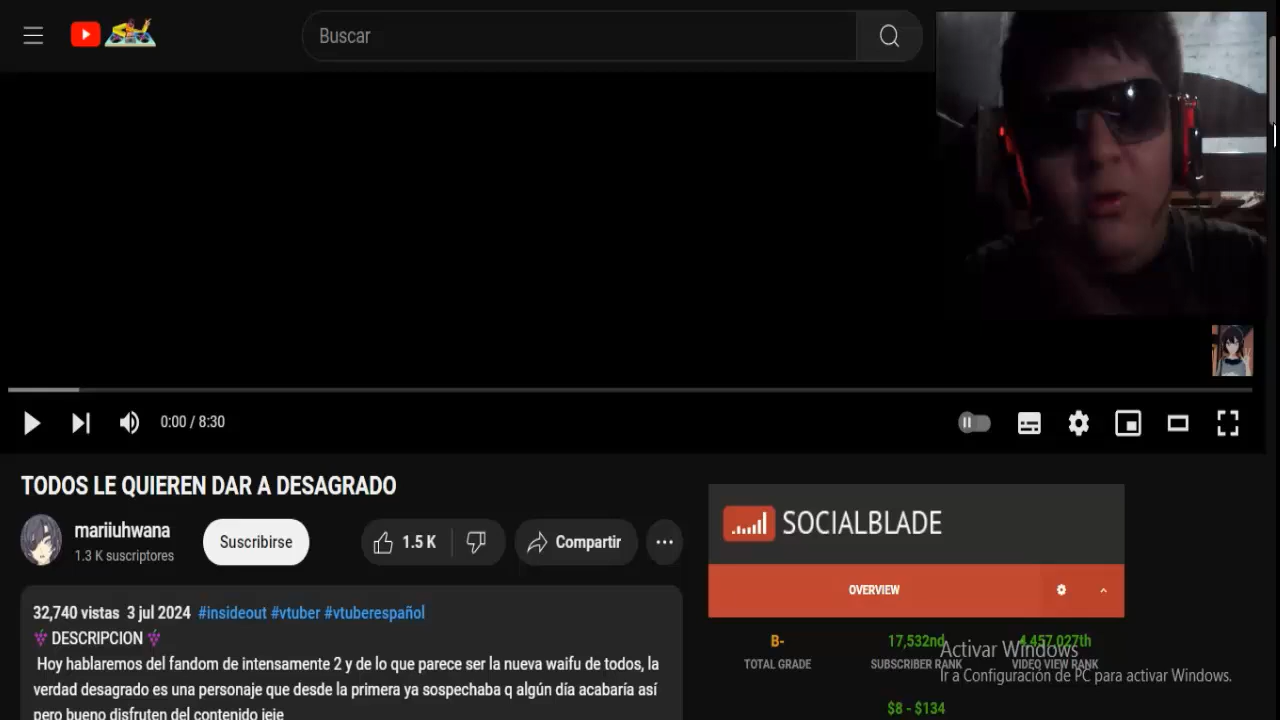 Buscar
0:00 / 8:30
TODOS LE QUIEREN DAR A DESAGRADO
mariiuhwana
1.3 K suscriptores
Suscribirse
1.5 K
Compartir
32,740 vistas 3 jul 2024 #insideout #vtuber #vtuberespañol
DESCRIPCION
Hoy hablaremos del fandom de intensamente 2 y de lo que parece ser la nueva waifu de todos, la
verdad desagrado es una personaje que desde la primera ya sospechaba q algún día acabaría así
pero bueno disfruten del contenido jeje
SOCIALBLADE
OVERVIEW
B-
TOTAL GRADE
17,532nd
SUBSCRIBER RANK
4,457,027th
VIDEO VIEW RANK
$8 - $134
Activar Windows
Ir a Configuración de PC para activar Windows.